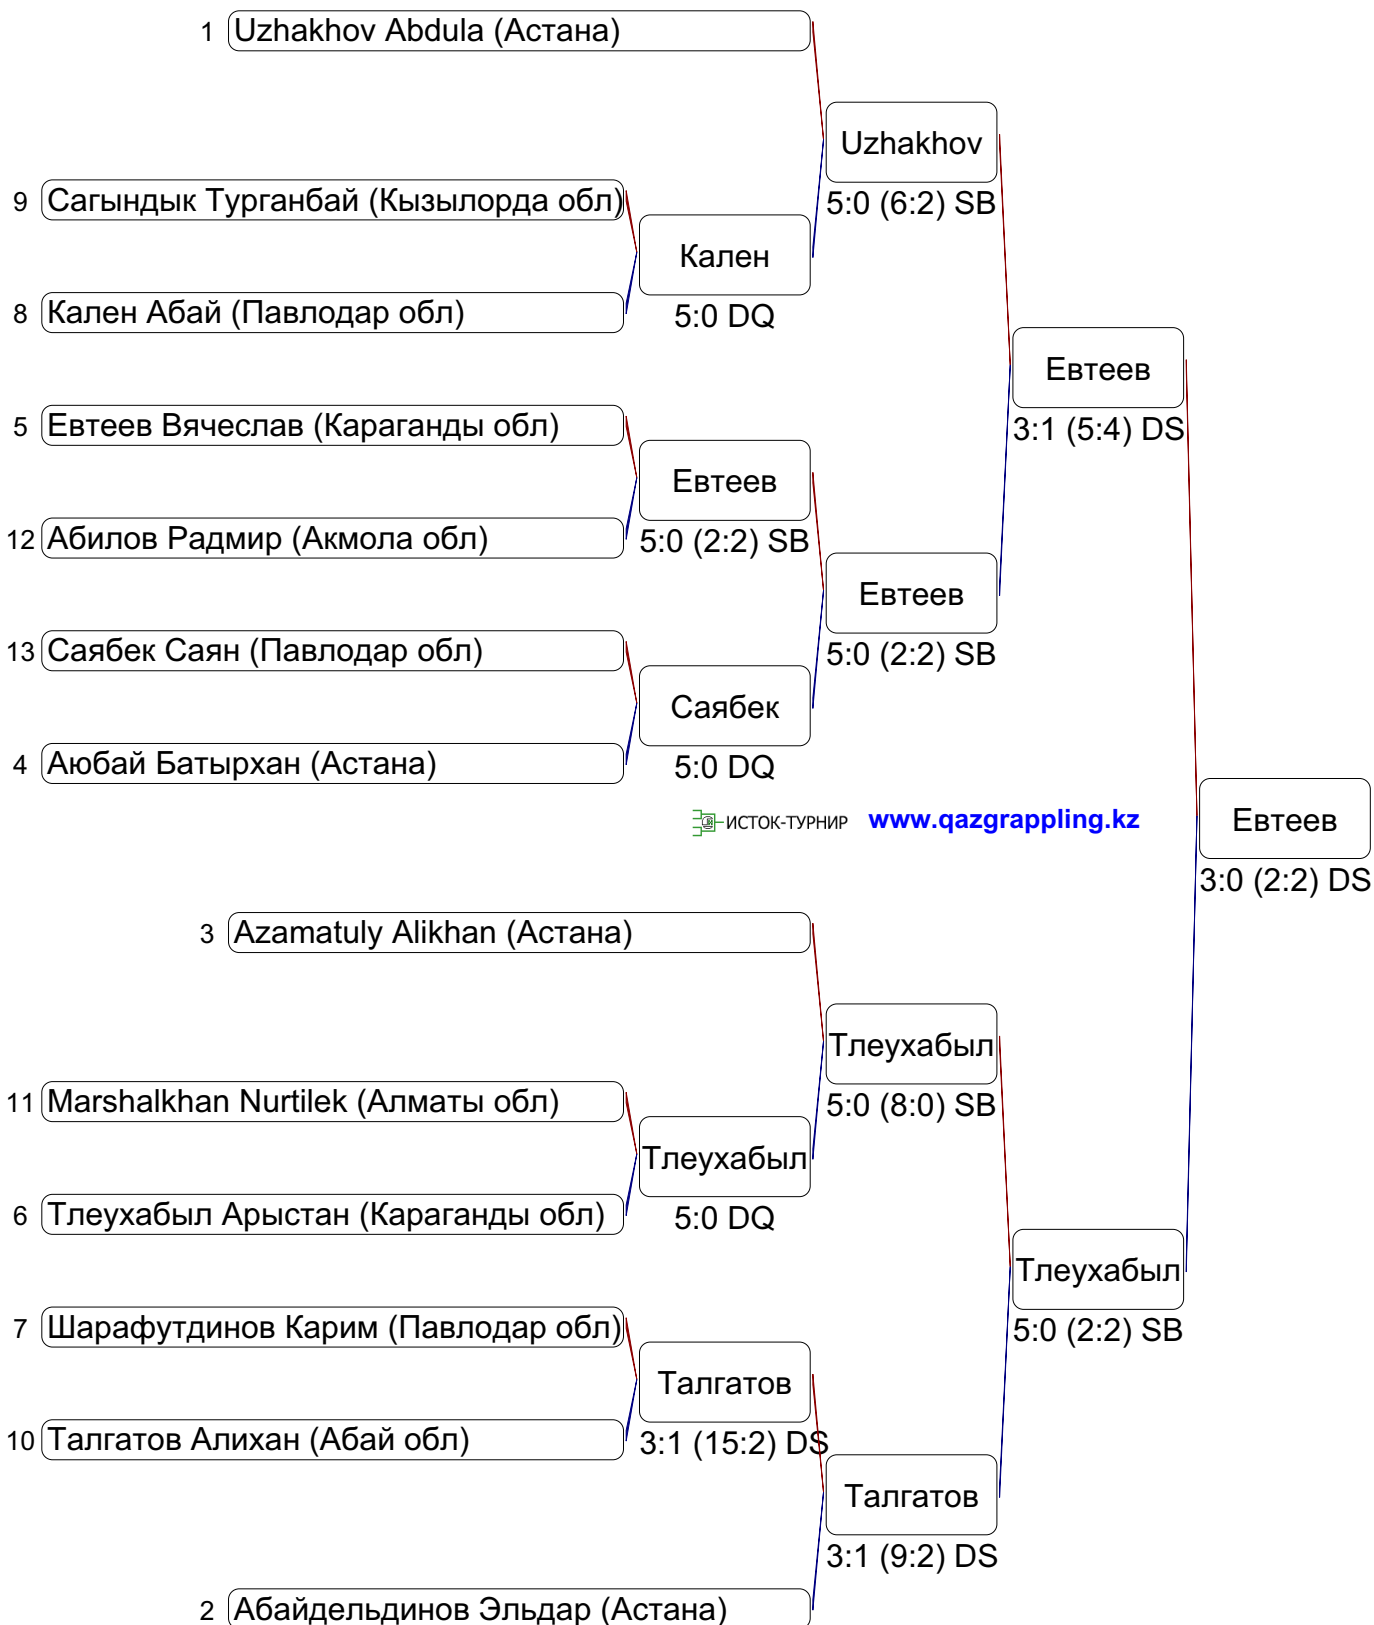 1 Uzhakhov Abdula (Астана)
Uzhakhov
5:0 (6:2) SB
9 Сагындык Турганбай (Кызылорда обл)
Кален
5:0 DQ
8 Кален Абай (Павлодар обл)
Евтеев
3:1 (5:4) DS
5 Евтеев Вячеслав (Караганды обл)
Евтеев
5:0 (2:2) SB
12 Абилов Радмир (Акмола обл)
Евтеев
5:0 (2:2) SB
13 Саябек Саян (Павлодар обл)
Саябек
5:0 DQ
4 Аюбай Батырхан (Астана)
ИСТОК-ТУРНИР www.qazgrappling.kz
Евтеев
3:0 (2:2) DS
3 Azamatuly Alikhan (Астана)
Тлеухабыл
5:0 (8:0) SB
11 Marshalkhan Nurtilek (Алматы обл)
Тлеухабыл
5:0 DQ
6 Тлеухабыл Арыстан (Караганды обл)
Тлеухабыл
5:0 (2:2) SB
7 Шарафутдинов Карим (Павлодар обл)
Талгатов
3:1 (15:2) DS
10 Талгатов Алихан (Абай обл)
Талгатов
3:1 (9:2) DS
2 Абайдельдинов Эльдар (Астана)